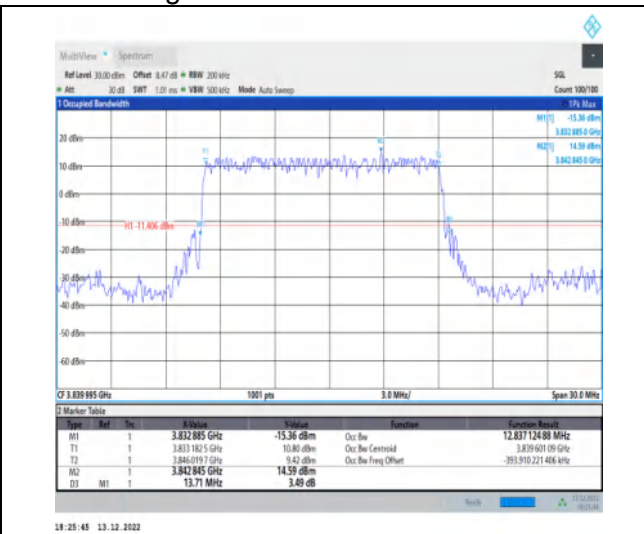 MultiView Spectrum
Ref Level 30.00 dBm Offset 8.47 dB RBW 200 kHz SGL
Att 30 dB SWT 1.01 ms VBW 500 kHz Mode Auto Sweep Count 100/100
1 Occupied Bandwidth 1Pk Max
M1[1] -15.36 dBm
3.832 885 0 GHz
M2[1] 14.59 dBm
3.842 845 0 GHz
20 dBm
10 dBm
0 dBm
-10 dBm
H1 -11.406 dBm
-20 dBm
-30 dBm
-40 dBm
-50 dBm
-60 dBm
T1
M2
T2
CF 3.839 995 GHz 1001 pts 3.0 MHz/ Span 30.0 MHz
2 Marker Table
Type Ref Trc X-Value Y-Value Function Function Result
M1 1 3.832 885 GHz -15.36 dBm Occ Bw 12.837 124 88 MHz
T1 1 3.833 182 5 GHz 10.80 dBm Occ Bw Centroid 3.839 601 09 GHz
T2 1 3.846 019 7 GHz 9.42 dBm Occ Bw Freq Offset -393.910 221 406 kHz
M2 1 3.842 845 GHz 14.59 dBm
D3 M1 1 13.71 MHz 3.49 dB
Ready 13.12.2022
18:25:45 13.12.2022